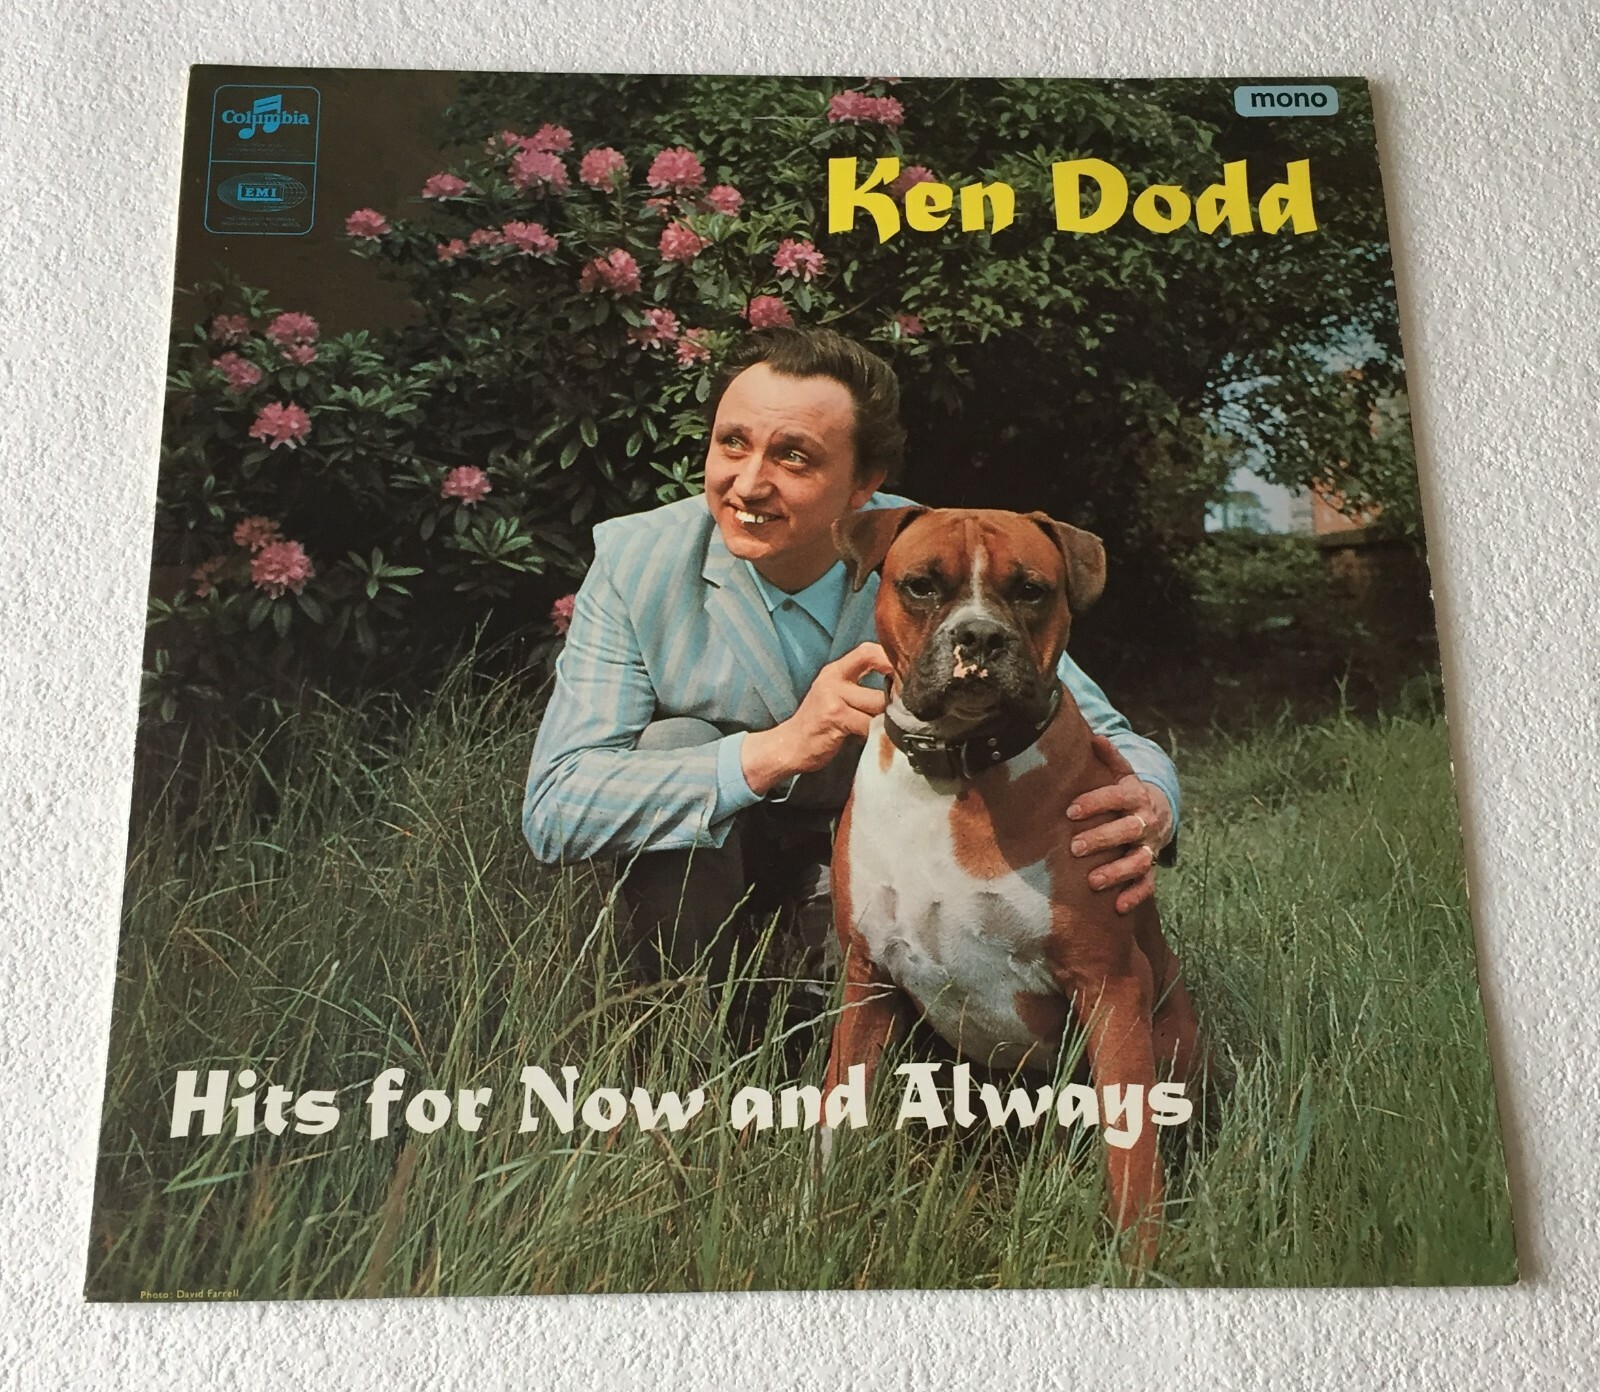 Columbia
EMI
mono
Ken Dodd
Hits for Now and Always
Photo: David Farrell